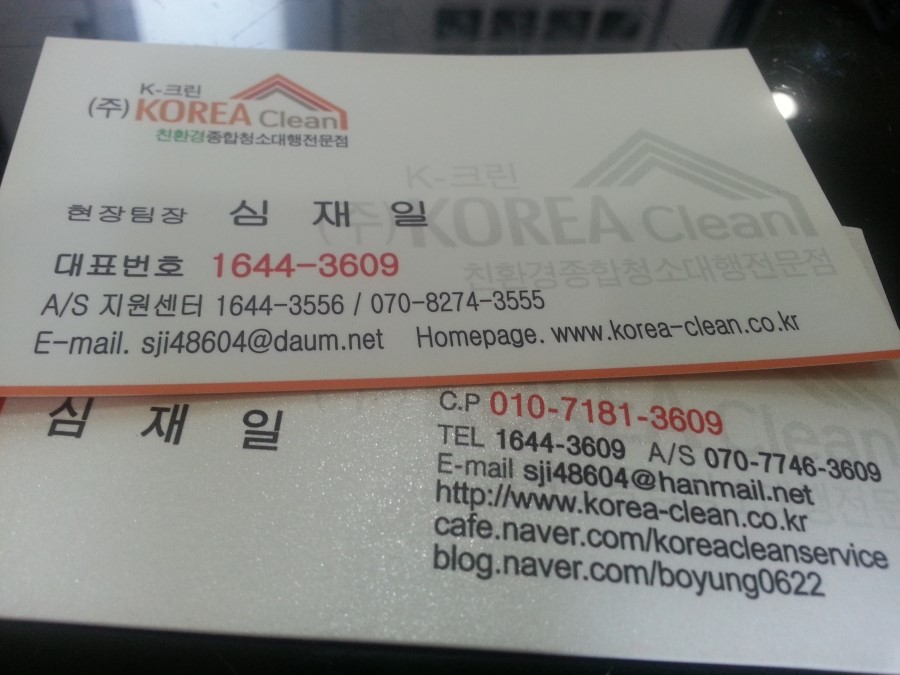 K-크린
(주) KOREA Clean
친환경종합청소대행전문점
K-크린
(주)KOREA Clean
친환경종합청소대행전문점
현장팀장 심 재 일
대표번호 1644-3609
A/S 지원센터 1644-3556 / 070-8274-3555
E-mail. sji48604@daum.net Homepage. www.korea-clean.co.kr
심 재 일
C.P 010-7181-3609
TEL 1644-3609 A/S 070-7746-3609
E-mail sji48604@hanmail.net
http://www.korea-clean.co.kr
cafe.naver.com/koreacleanservice
blog.naver.com/boyung0622
Clean